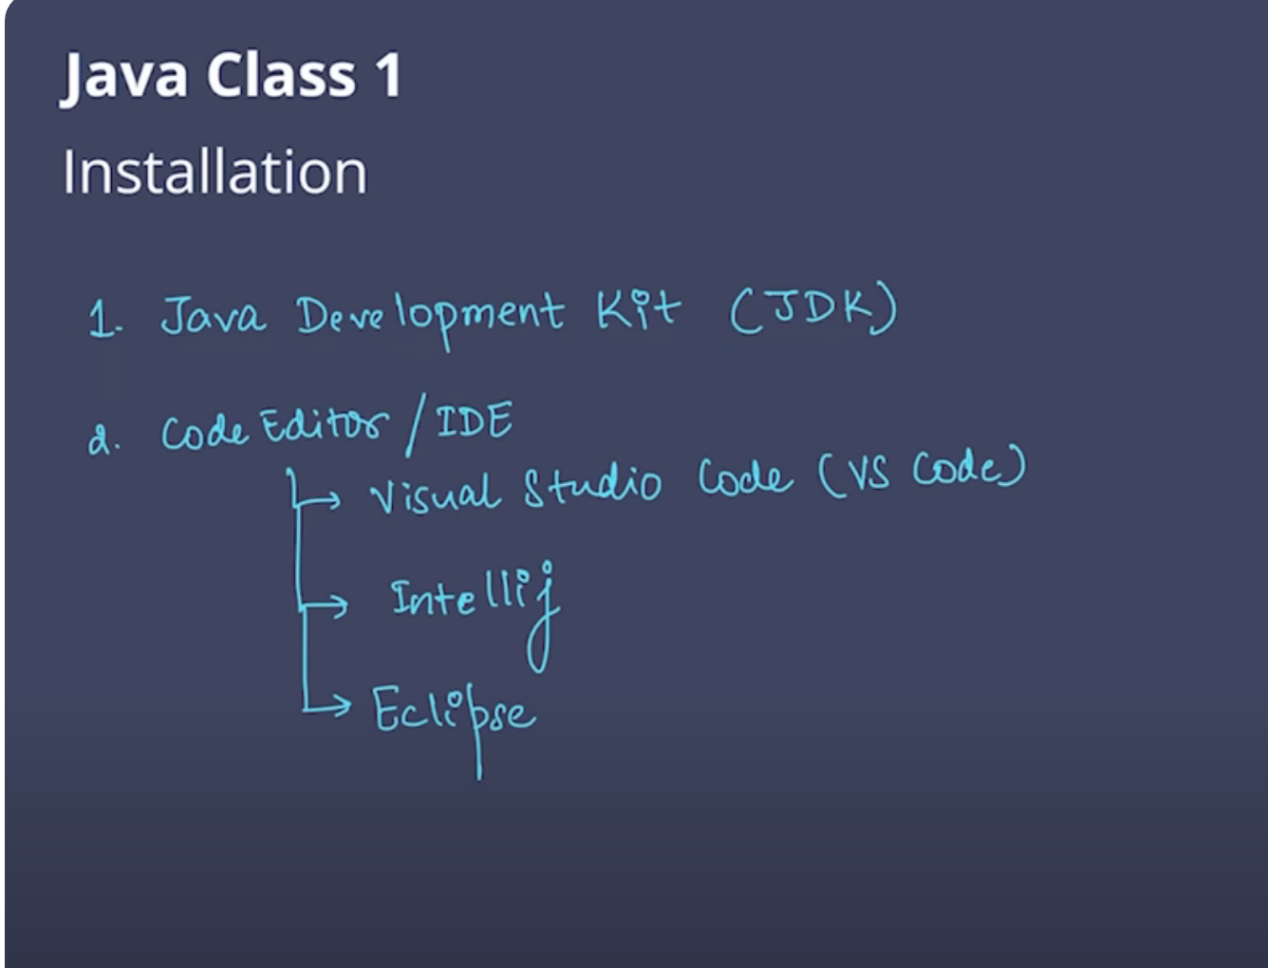 Java Class 1
Installation
1. Java Development Kit (JDK)
2. Code Editor / IDE
Visual Studio Code (VS Code)
Intellij
Eclipse